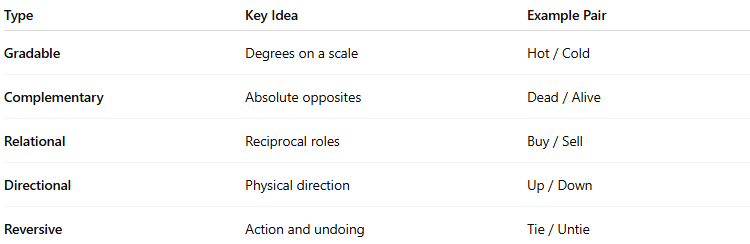 Type Key Idea Example Pair
Gradable Degrees on a scale Hot / Cold
Complementary Absolute opposites Dead / Alive
Relational Reciprocal roles Buy / Sell
Directional Physical direction Up / Down
Reversive Action and undoing Tie / Untie